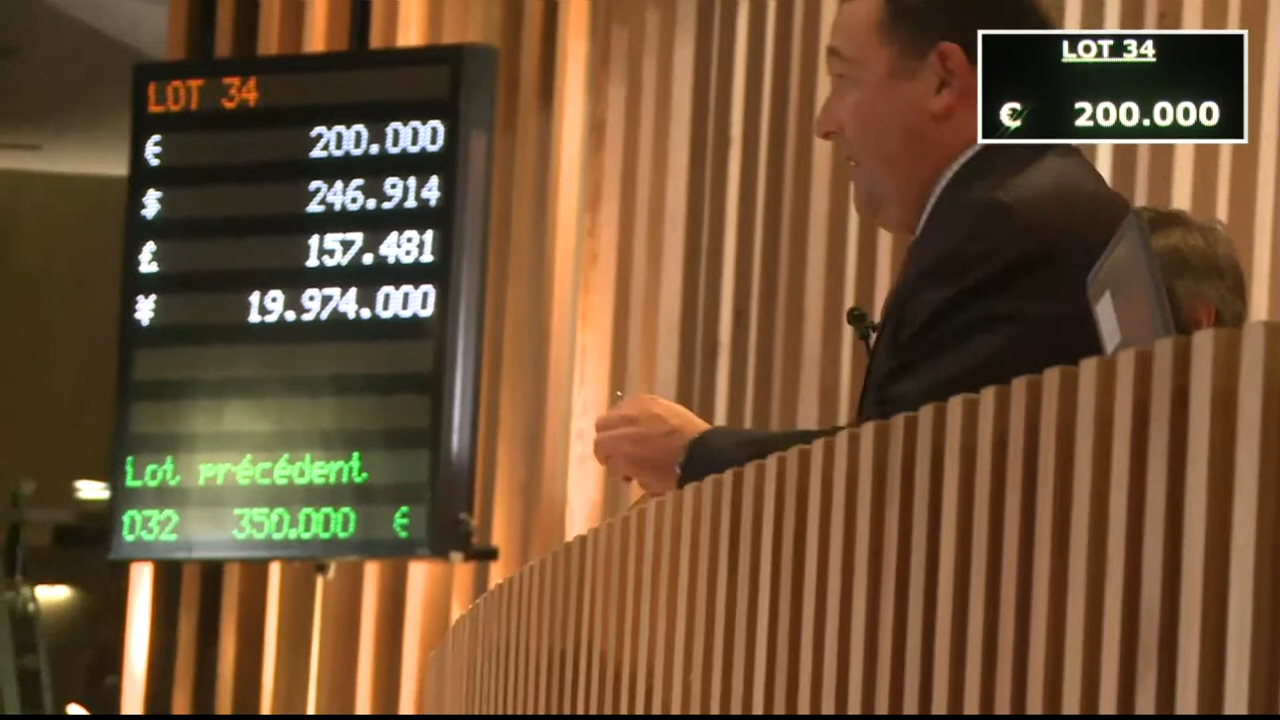 LOT 34
€ 200.000
$ 246.914
£ 157.481
¥ 19.974.000
Lot précédent
032 350.000 €
LOT 34
€ 200.000